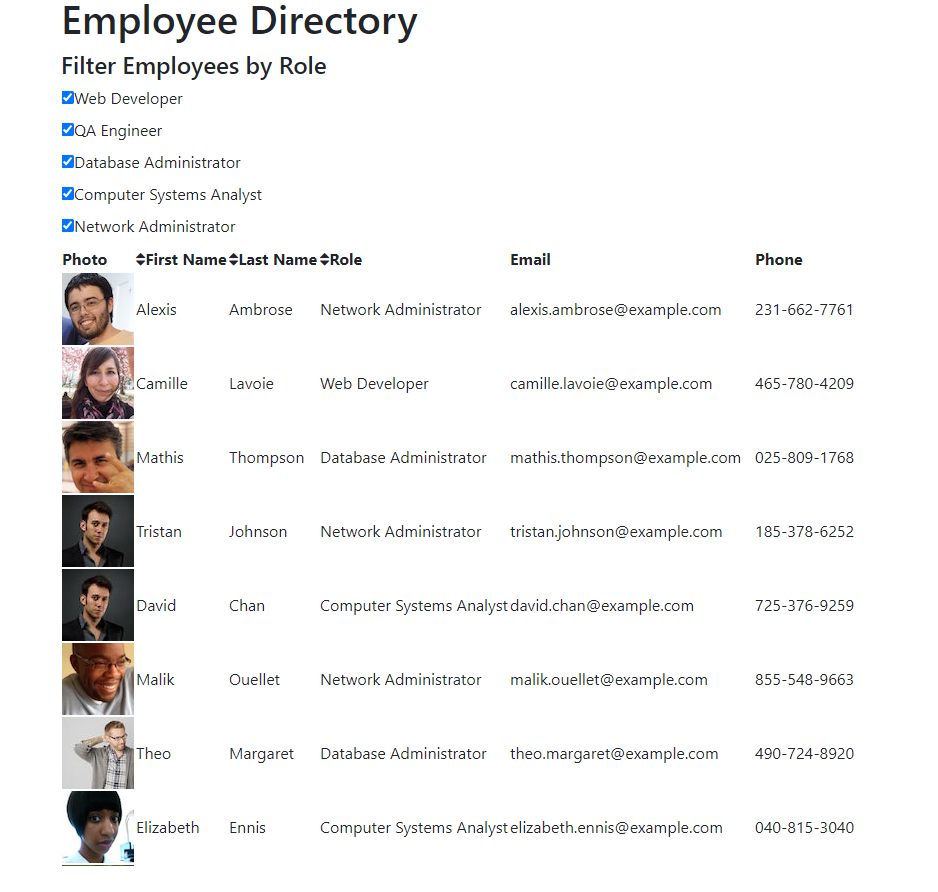 Employee Directory
Filter Employees by Role
Web Developer
QA Engineer
Database Administrator
Computer Systems Analyst
Network Administrator
Photo First Name Last Name Role Email Phone
Alexis Ambrose Network Administrator alexis.ambrose@example.com 231-662-7761
Camille Lavoie Web Developer camille.lavoie@example.com 465-780-4209
Mathis Thompson Database Administrator mathis.thompson@example.com 025-809-1768
Tristan Johnson Network Administrator tristan.johnson@example.com 185-378-6252
David Chan Computer Systems Analyst david.chan@example.com 725-376-9259
Malik Ouellet Network Administrator malik.ouellet@example.com 855-548-9663
Theo Margaret Database Administrator theo.margaret@example.com 490-724-8920
Elizabeth Ennis Computer Systems Analyst elizabeth.ennis@example.com 040-815-3040